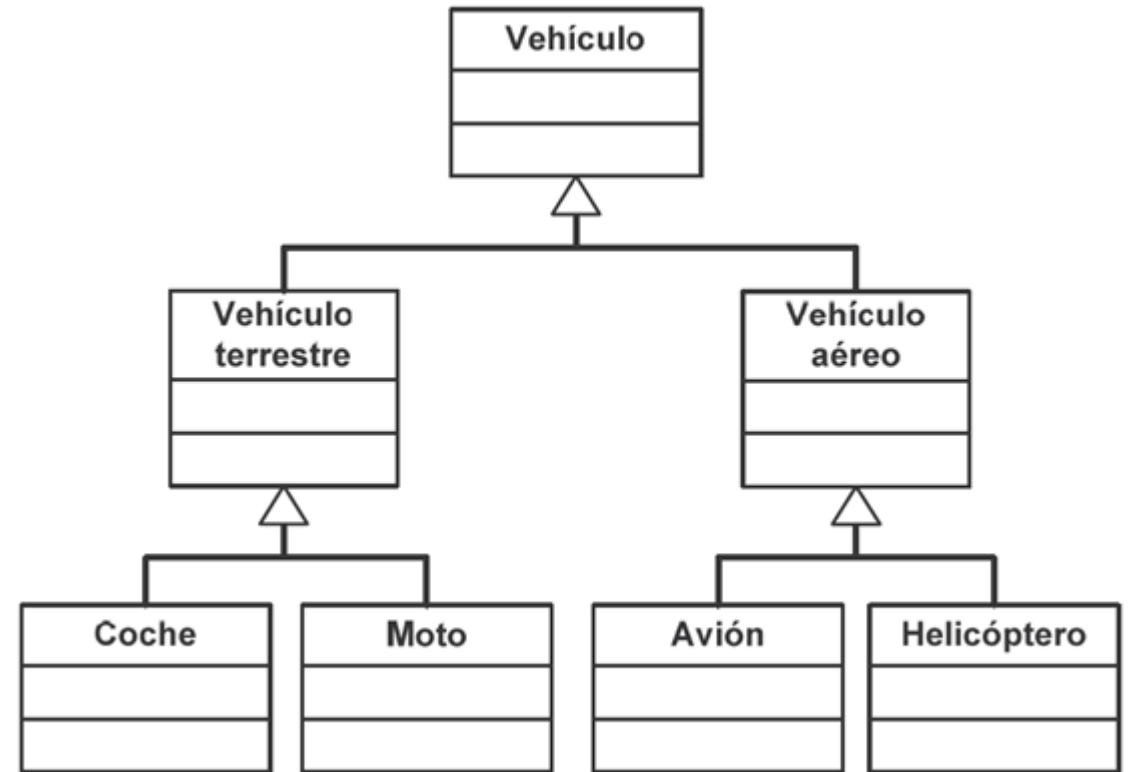 Vehículo
Vehículo
terrestre
Vehículo
aéreo
Coche
Moto
Avión
Helicóptero